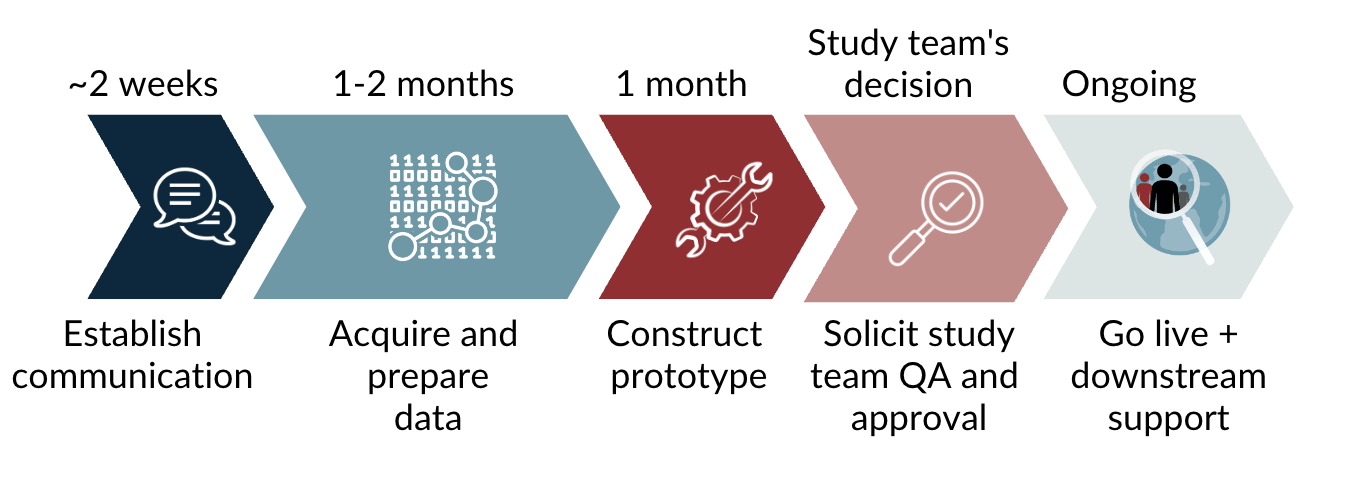 ~2 weeks
1-2 months
1 month
Study team's
decision
Ongoing
Establish
communication
Acquire and
prepare
data
Construct
prototype
Solicit study
team QA and
approval
Go live +
downstream
support